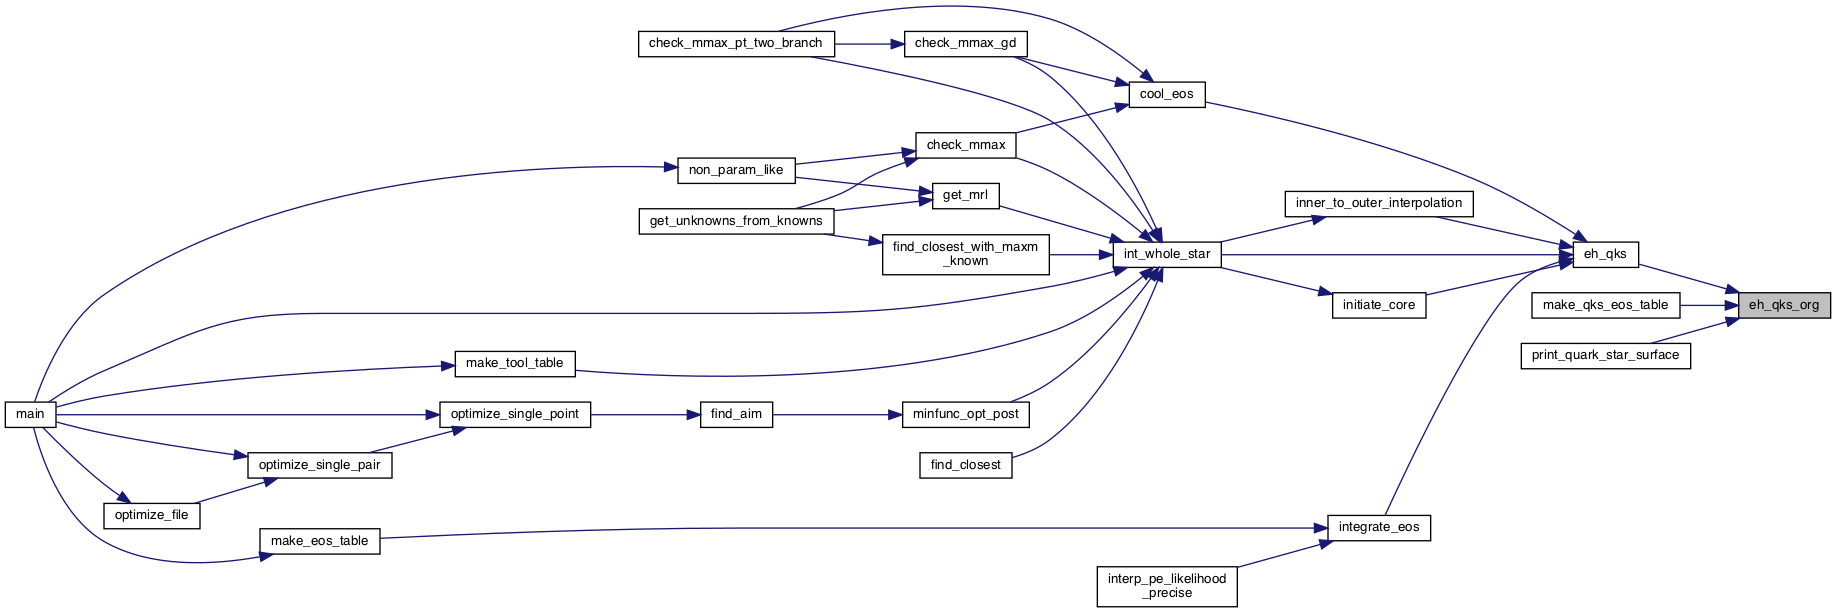 check_mmax_pt_two_branch
check_mmax_gd
cool_eos
check_mmax
non_param_like
get_mrl
inner_to_outer_interpolation
get_unknowns_from_knowns
find_closest_with_maxm
_known
int_whole_star
eh_qks
initiate_core
make_qks_eos_table
eh_qks_org
print_quark_star_surface
make_tool_table
main
optimize_single_point
find_aim
minfunc_opt_post
optimize_single_pair
find_closest
optimize_file
make_eos_table
integrate_eos
interp_pe_likelihood
_precise